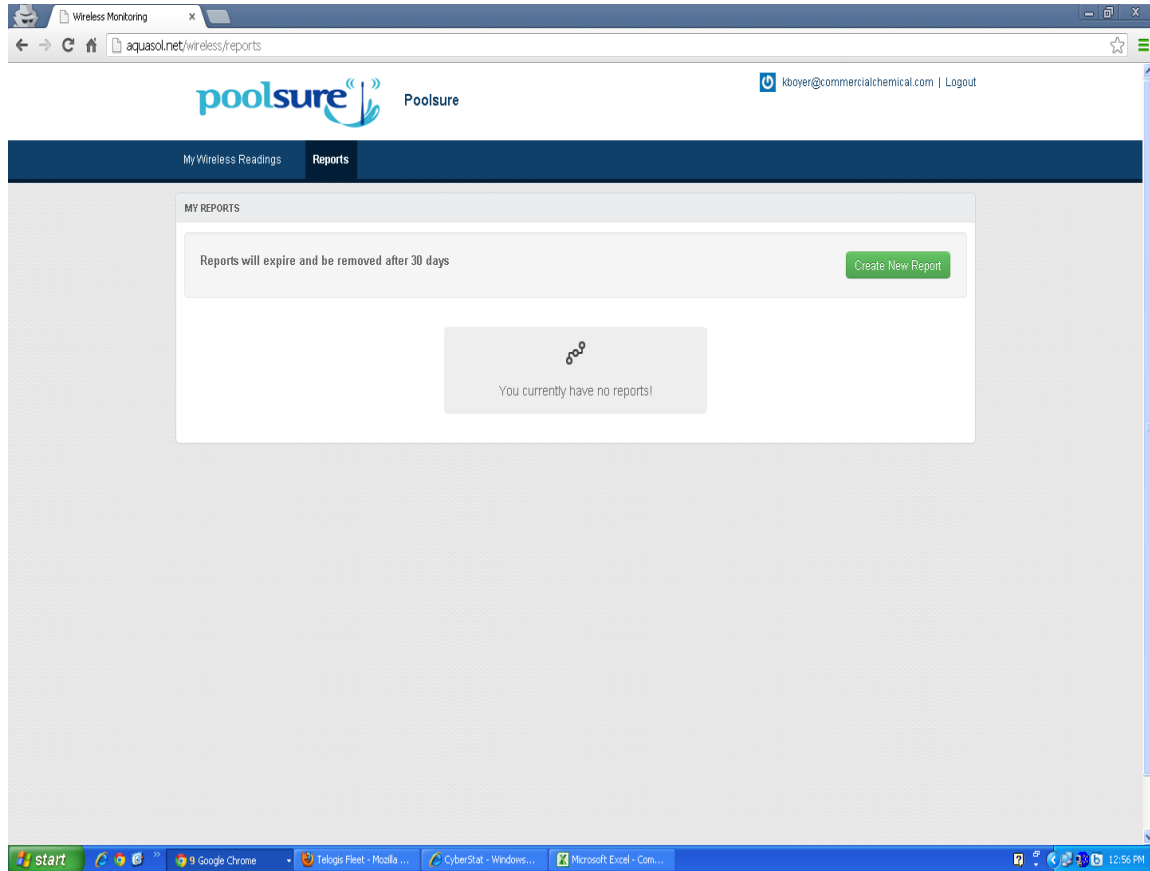 Wireless Monitoring
aquasol.net/wireless/reports
kboyer@commercialchemical.com | Logout
poolsure Poolsure
My Wireless Readings Reports
MY REPORTS
Reports will expire and be removed after 30 days Create New Report
You currently have no reports!
start 9 Google Chrome Telogis Fleet - Mozilla ... CyberStat - Windows... Microsoft Excel - Com... 12:56 PM